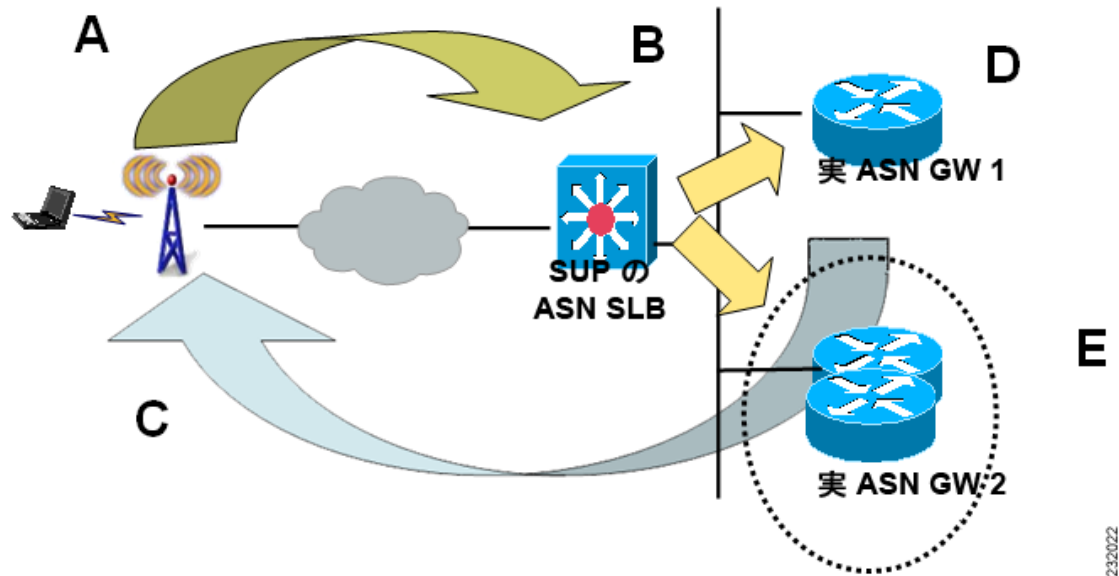 A
B
D
実 ASN GW 1
SUP の
ASN SLB
E
C
実 ASN GW 2
232022